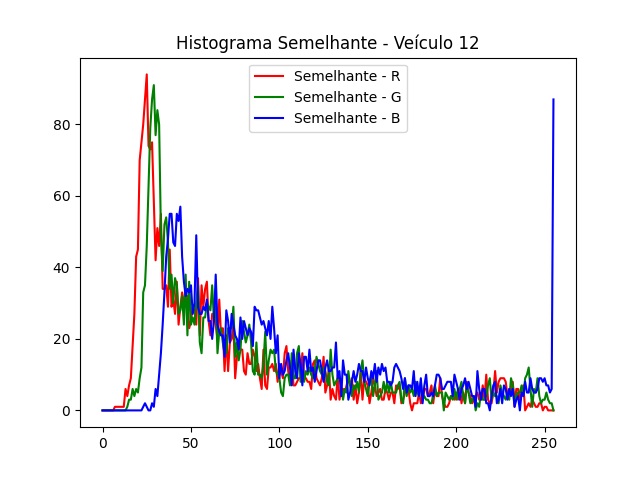 Histograma Semelhante - Veículo 12
Semelhante - R
Semelhante - G
Semelhante - B
80
60
40
20
0
0 50 100 150 200 250